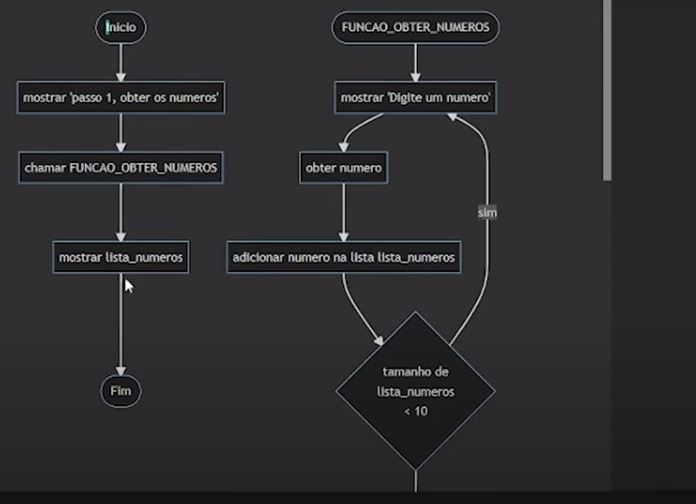 Inicio
mostrar 'passo 1, obter os numeros'
chamar FUNCAO_OBTER_NUMEROS
mostrar lista_numeros
Fim
FUNCAO_OBTER_NUMEROS
mostrar 'Digite um numero'
obter numero
adicionar numero na lista lista_numeros
sim
tamanho de
lista_numeros
< 10